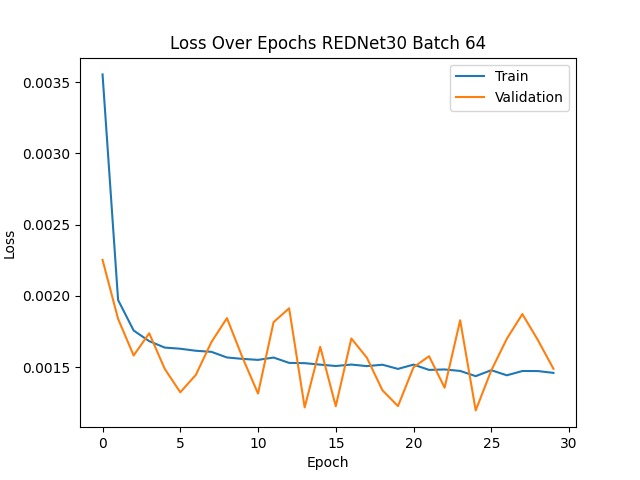 Loss Over Epochs REDNet30 Batch 64
Train
Validation
0.0035
0.0030
0.0025
0.0020
0.0015
Loss
0 5 10 15 20 25 30
Epoch